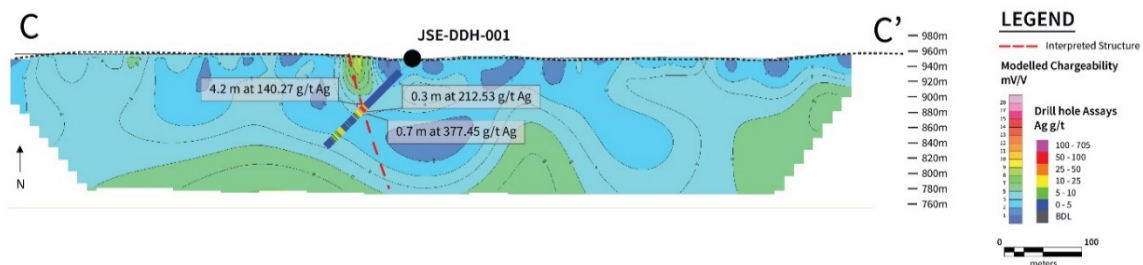 C
C'
JSE-DDH-001
4.2 m at 140.27 g/t Ag
0.3 m at 212.53 g/t Ag
0.7 m at 377.45 g/t Ag
N
980m
960m
940m
920m
900m
880m
860m
840m
820m
800m
780m
760m
LEGEND
Interpreted Structure
Modelled Chargeability
mV/V
Drill hole Assays
Ag g/t
100 - 705
50 - 100
25 - 50
10 - 25
5 - 10
0 - 5
BDL
0
100
meters